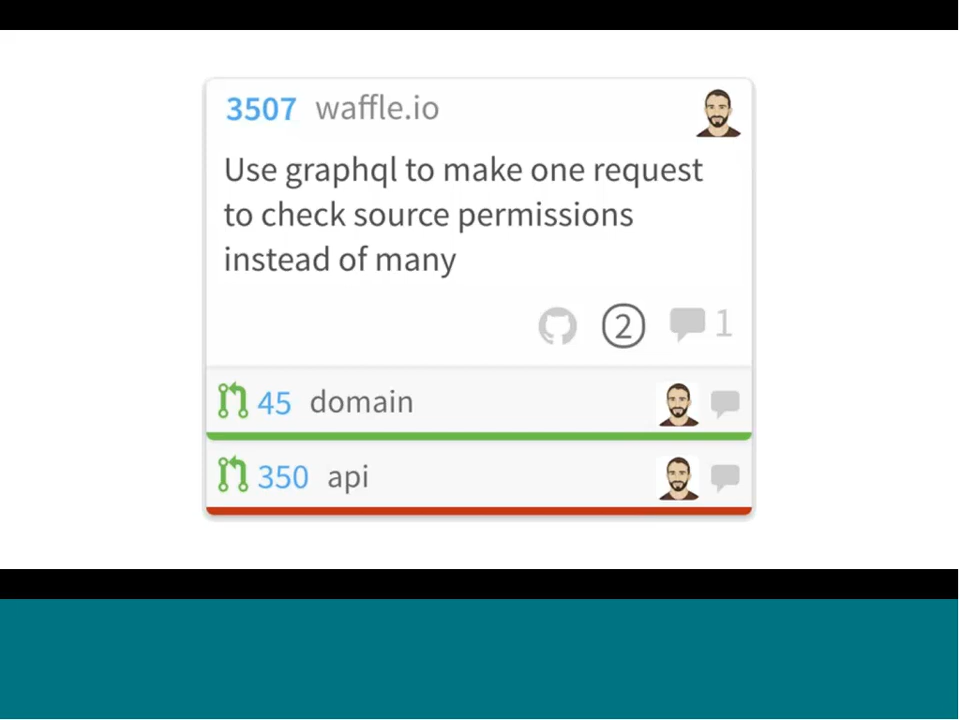 3507 waffle.io
Use graphql to make one request
to check source permissions
instead of many
2 1
45 domain
350 api